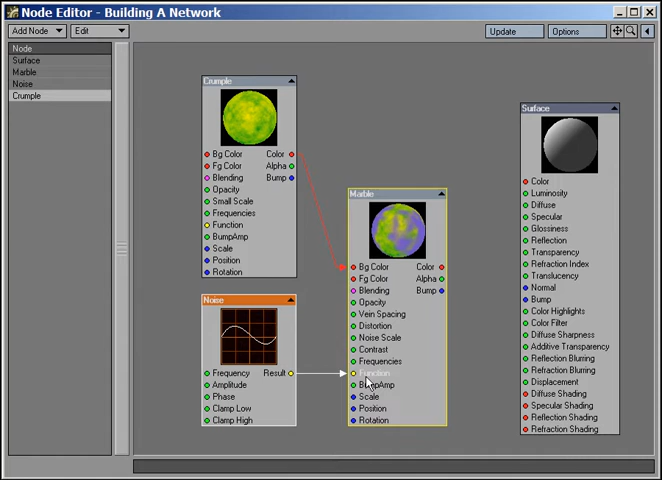 Node Editor - Building A Network
Add Node
Edit
Update
Options
Node
Surface
Marble
Noise
Crumple
Crumple
Bg Color Color
Fg Color Alpha
Blending Bump
Opacity
Small Scale
Frequencies
Function
BumpAmp
Scale
Position
Rotation
Noise
Frequency Result
Amplitude
Phase
Clamp Low
Clamp High
Marble
Bg Color Color
Fg Color Alpha
Blending Bump
Opacity
Vein Spacing
Distortion
Noise Scale
Contrast
Frequencies
Function
BumpAmp
Scale
Position
Rotation
Surface
Color
Luminosity
Diffuse
Specular
Glossiness
Reflection
Transparency
Refraction Index
Translucency
Normal
Bump
Color Highlights
Color Filter
Diffuse Sharpness
Additive Transparency
Reflection Blurring
Refraction Blurring
Displacement
Diffuse Shading
Specular Shading
Reflection Shading
Refraction Shading